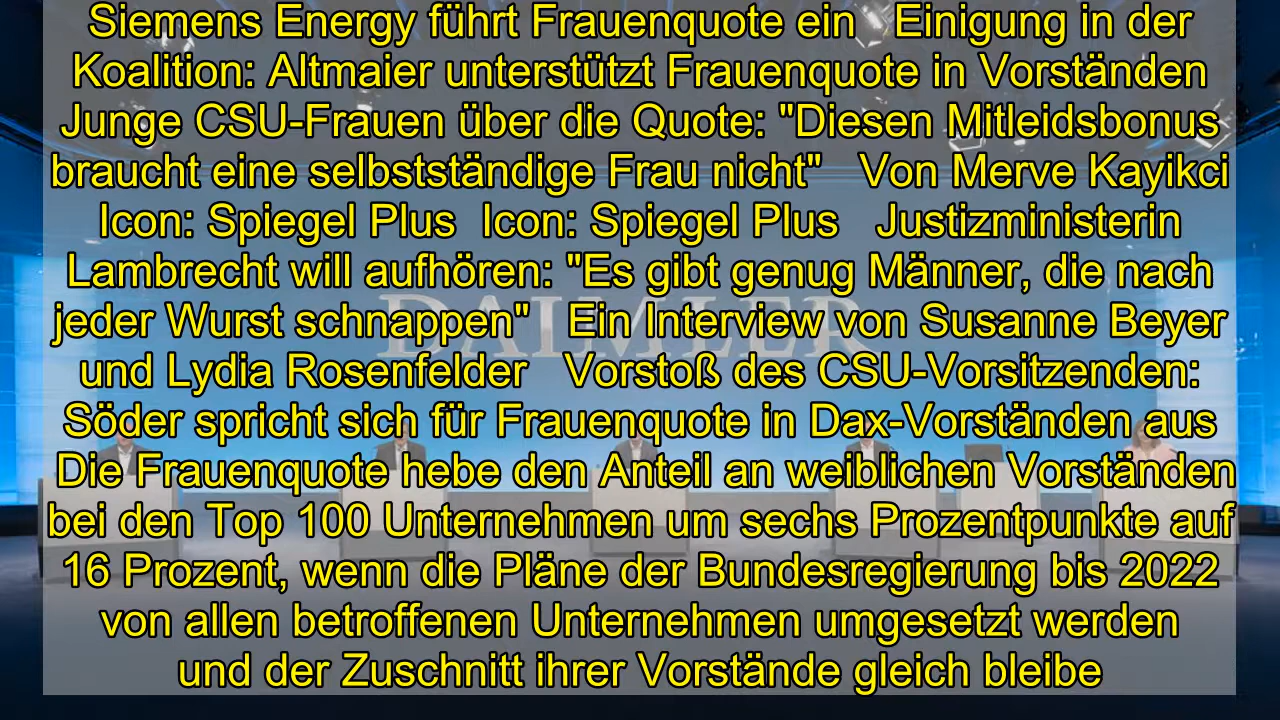 Siemens Energy führt Frauenquote ein   Einigung in der
Koalition: Altmaier unterstützt Frauenquote in Vorständen
Junge CSU-Frauen über die Quote: "Diesen Mitleidsbonus
braucht eine selbstständige Frau nicht"   Von Merve Kayikci
Icon: Spiegel Plus  Icon: Spiegel Plus   Justizministerin
Lambrecht will aufhören: "Es gibt genug Männer, die nach
jeder Wurst schnappen"   Ein Interview von Susanne Beyer
und Lydia Rosenfelder   Vorstoß des CSU-Vorsitzenden:
Söder spricht sich für Frauenquote in Dax-Vorständen aus
Die Frauenquote hebe den Anteil an weiblichen Vorständen
bei den Top 100 Unternehmen um sechs Prozentpunkte auf
16 Prozent, wenn die Pläne der Bundesregierung bis 2022
von allen betroffenen Unternehmen umgesetzt werden
und der Zuschnitt ihrer Vorstände gleich bleibe
DAIMLER